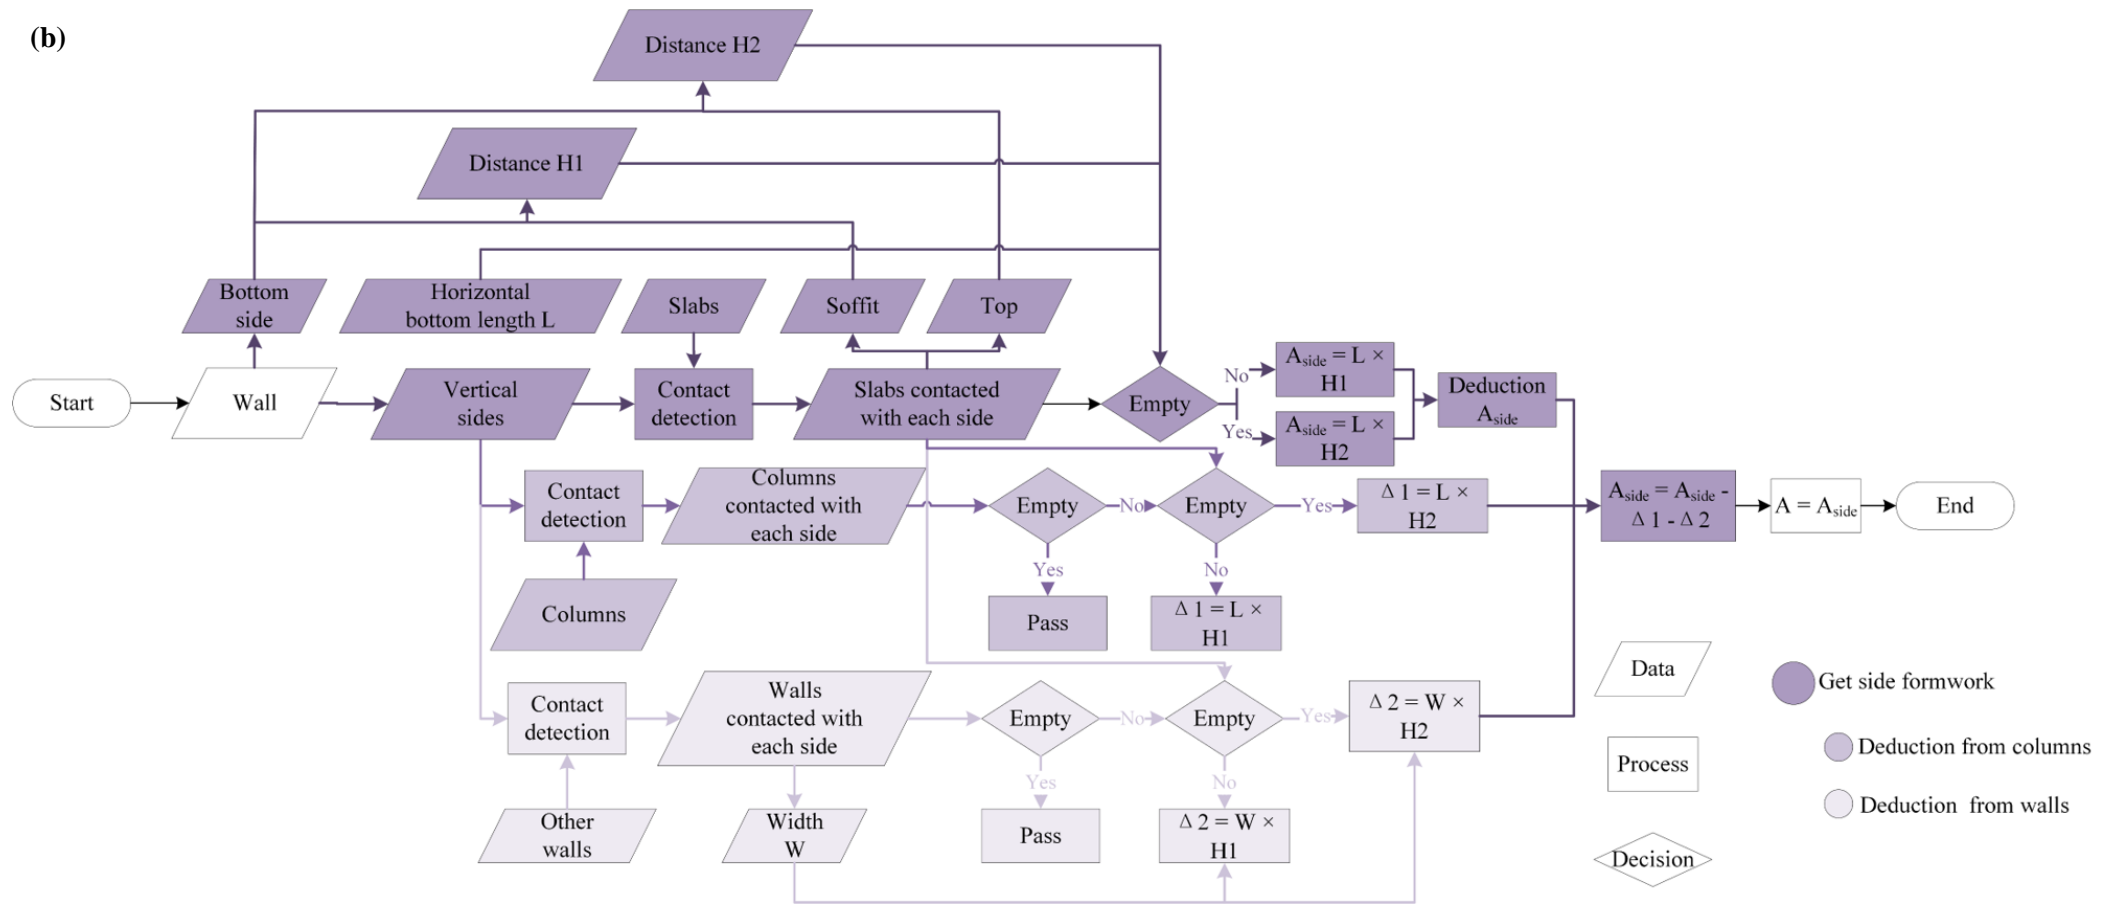 (b)
Distance H2
Distance H1
Bottom
side
Horizontal
bottom length L
Slabs
Soffit
Top
Start
Wall
Vertical
sides
Contact
detection
Slabs contacted
with each side
Empty
No
Yes
Aside = L ×
H1
Aside = L ×
H2
Deduction
Aside
Contact
detection
Columns
contacted with
each side
Empty
No
Empty
Yes
Δ 1 = L ×
H2
Aside = Aside -
Δ 1 - Δ 2
A = Aside
End
Columns
Yes
Pass
No
Δ 1 = L ×
H1
Contact
detection
Walls
contacted with
each side
Empty
No
Empty
Yes
Δ 2 = W ×
H2
Other
walls
Width
W
Yes
Pass
No
Δ 2 = W ×
H1
Data
Process
Decision
Get side formwork
Deduction from columns
Deduction from walls